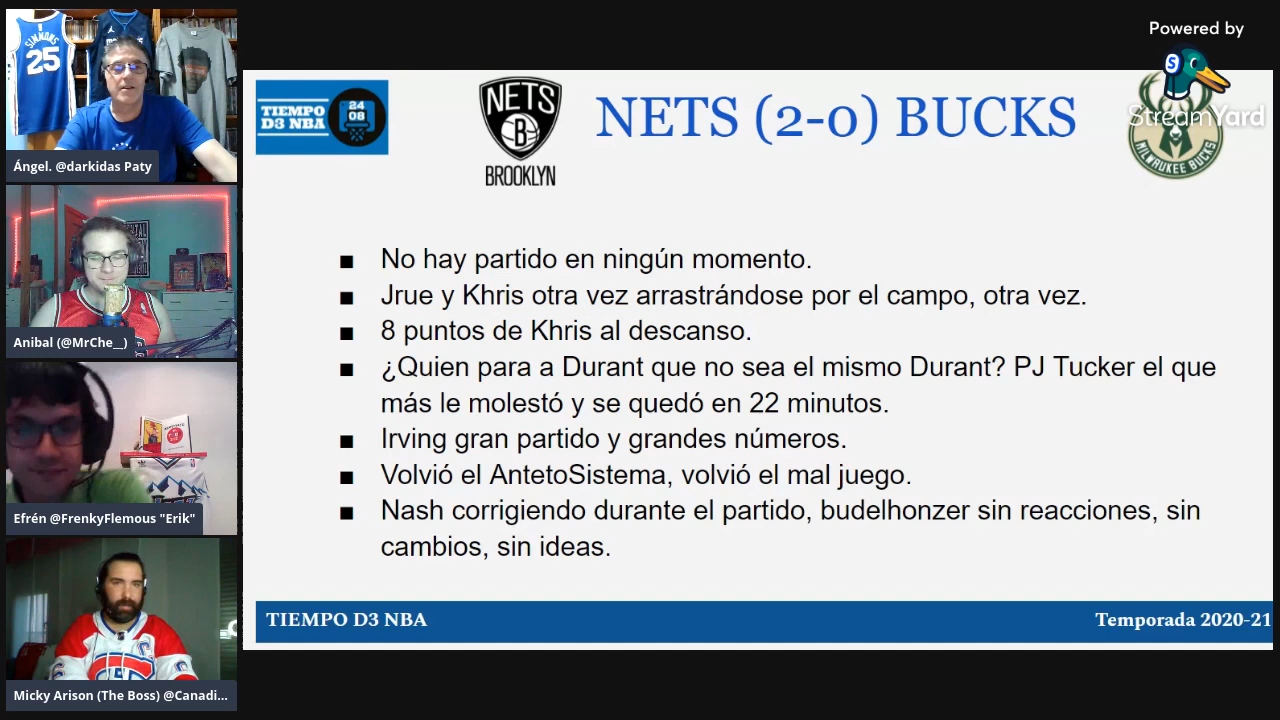 SIMMONS
25
Ángel. @darkidas Paty
Anibal (@MrChe__)
Efrén @FrenkyFlemous "Erik"
Micky Arison (The Boss) @Canadi...
Powered by
S
StreamYard
TIEMPO
D3 NBA
24
08
NETS
B
BROOKLYN
NETS (2-0) BUCKS
MILWAUKEE BUCKS
■ No hay partido en ningún momento.
■ Jrue y Khris otra vez arrastrándose por el campo, otra vez.
■ 8 puntos de Khris al descanso.
■ ¿Quien para a Durant que no sea el mismo Durant? PJ Tucker el que
más le molestó y se quedó en 22 minutos.
■ Irving gran partido y grandes números.
■ Volvió el AntetoSistema, volvió el mal juego.
■ Nash corrigiendo durante el partido, budelhonzer sin reacciones, sin
cambios, sin ideas.
TIEMPO D3 NBA
Temporada 2020-21